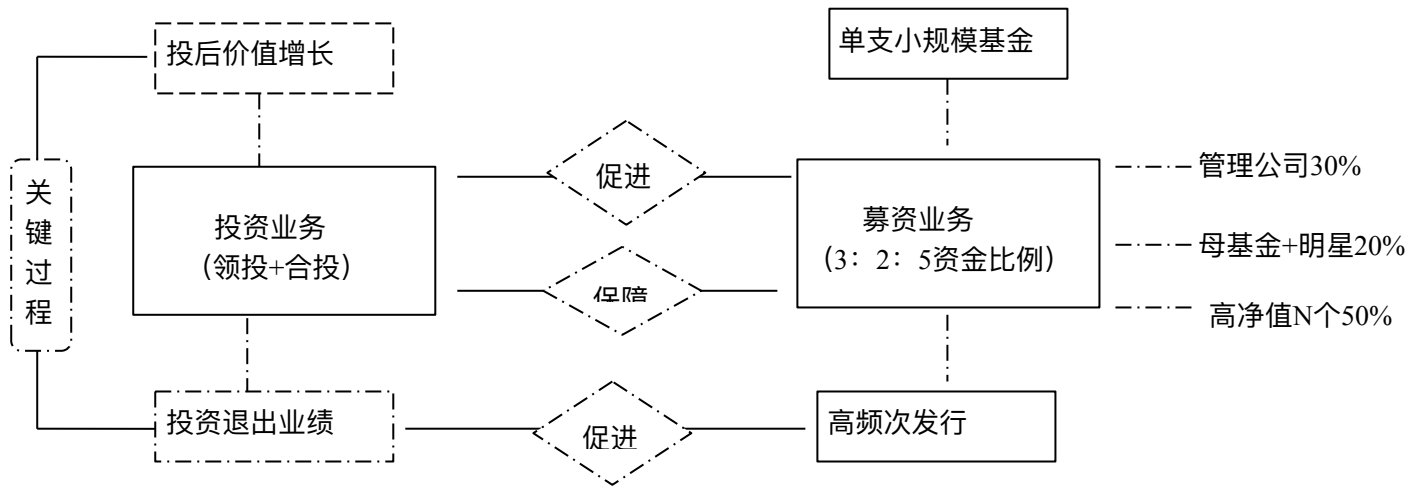 投后价值增长
单支小规模基金
关
键
过
程
投资业务
（领投+合投）
促进
保障
募资业务
（3：2：5资金比例）
管理公司30%
母基金+明星20%
高净值N个50%
投资退出业绩
促进
高频次发行